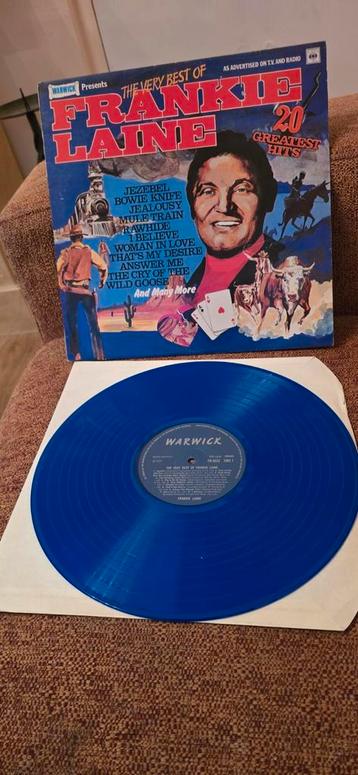 WARWICK Presents
THE VERY BEST OF
AS ADVERTISED ON T.V. AND RADIO
CBS
FRANKIE
LAINE
20
GREATEST
HITS
JEZEBEL
BOWIE KNIFE
JEALOUSY
MULE TRAIN
RAWHIDE
I BELIEVE
WOMAN IN LOVE
THAT'S MY DESIRE
ANSWER ME
THE CRY OF THE
WILD GOOSE
And Many More
WARWICK
THE VERY BEST OF FRANKIE LAINE
FRANKIE LAINE